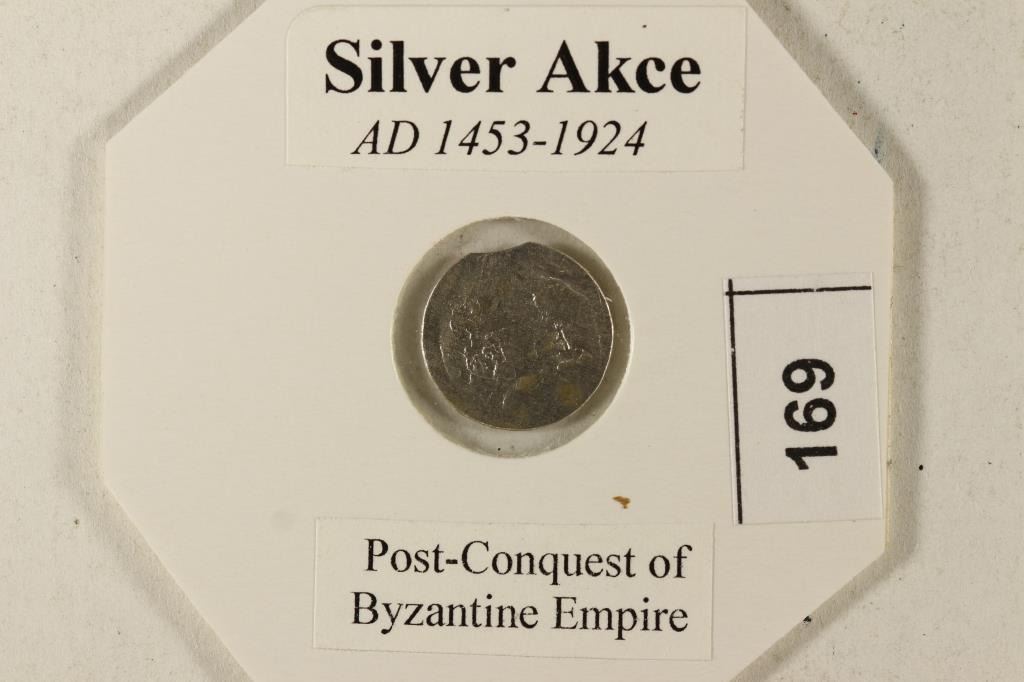 Silver Akce
AD 1453-1924
169
Post-Conquest of
Byzantine Empire